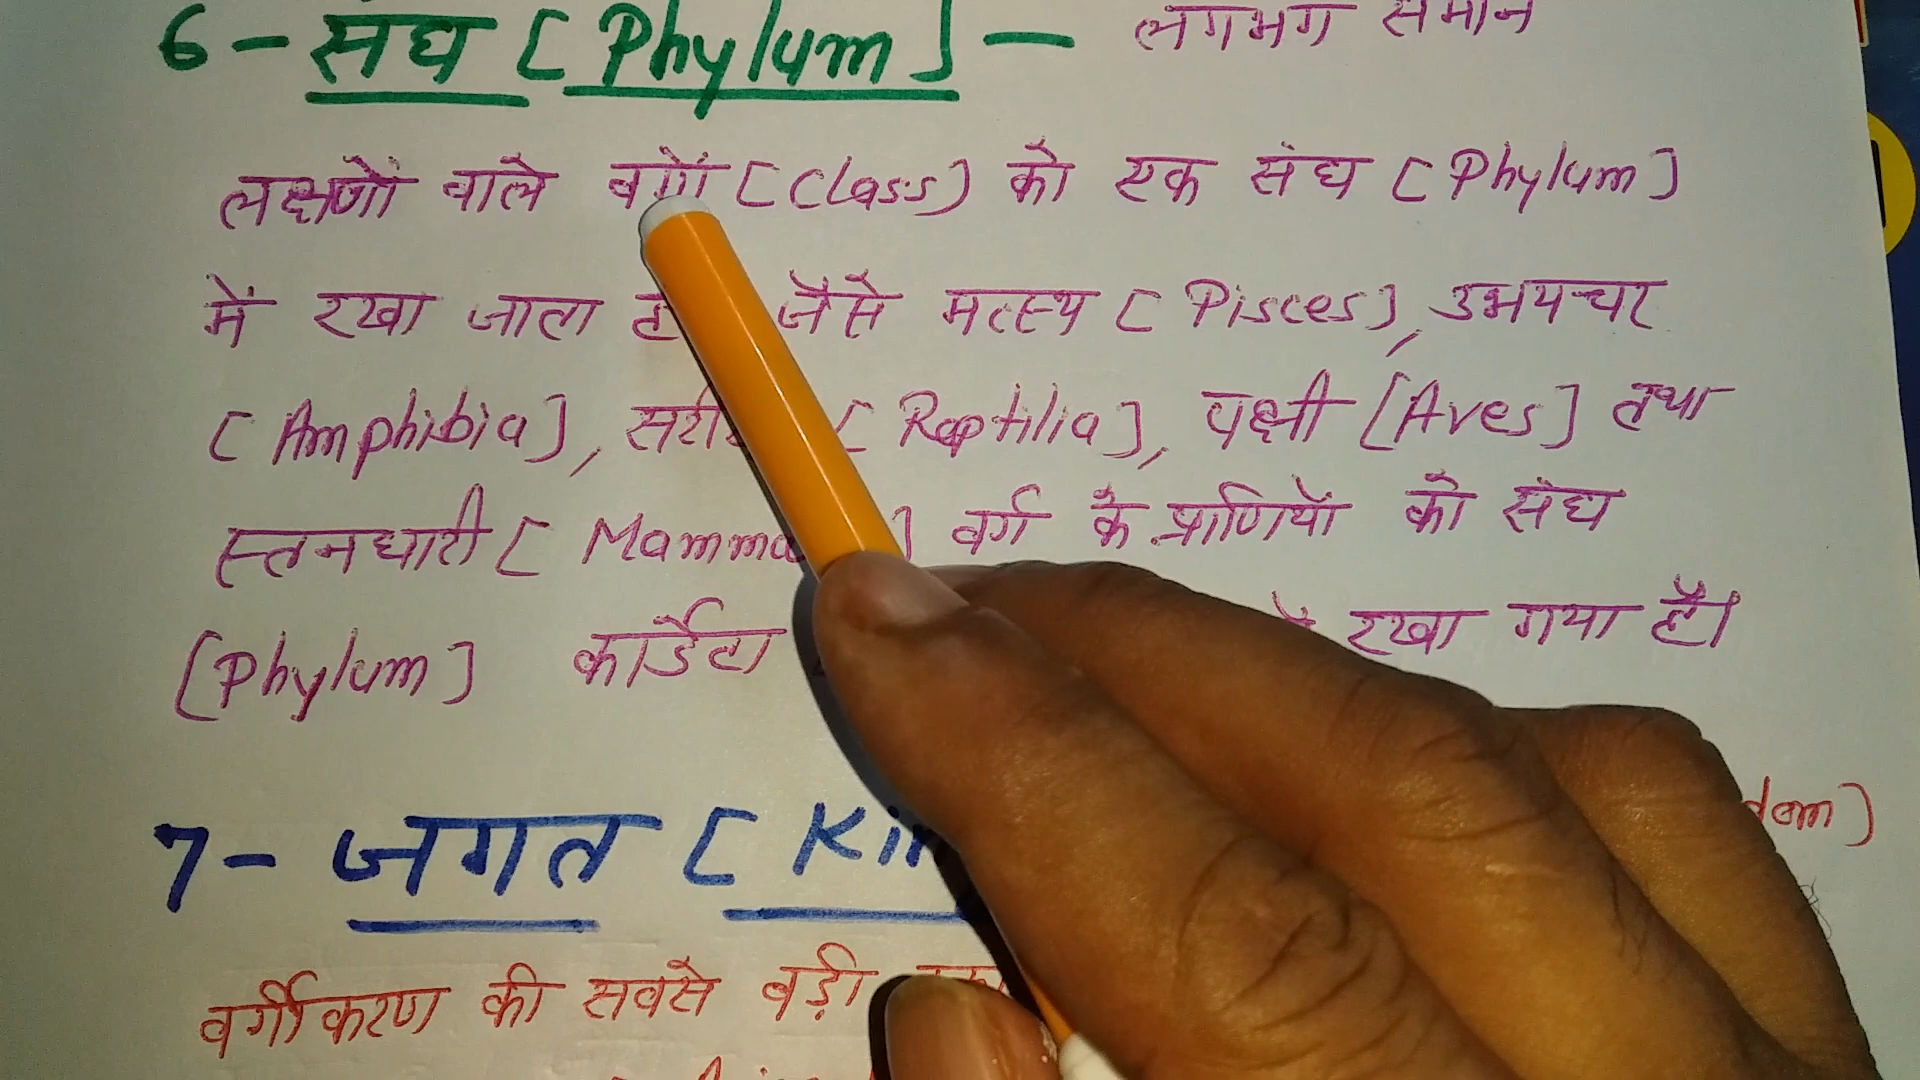 6 - संघ [Phylum] - लगभग समान
लक्षणों वाले वर्गों [Class] को एक संघ [Phylum]
में रखा जाता जैसे मत्स्य [Pisces], उभयचर
[Amphibia], [Reptilia], पक्षी [Aves] तथा
स्तनधारी [ ] वर्ग के प्राणियों को संघ
[Phylum] कार्डेटा रखा गया है।
7 - जगत [
वर्गीकरण की सबसे बड़ी